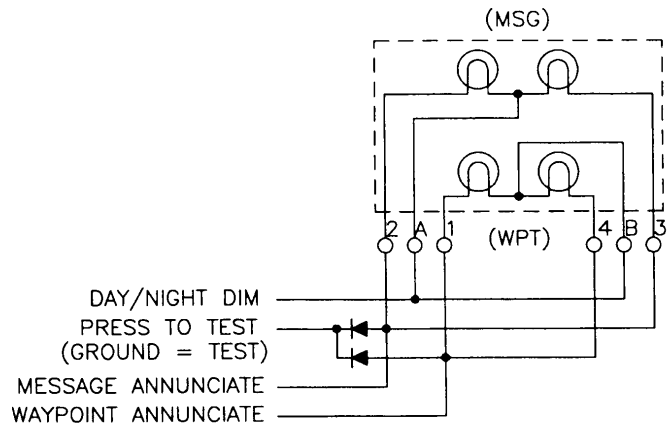 (MSG)
2 A 1 (WPT) 4 B 3
DAY/NIGHT DIM
PRESS TO TEST
(GROUND = TEST)
MESSAGE ANNUNCIATE
WAYPOINT ANNUNCIATE